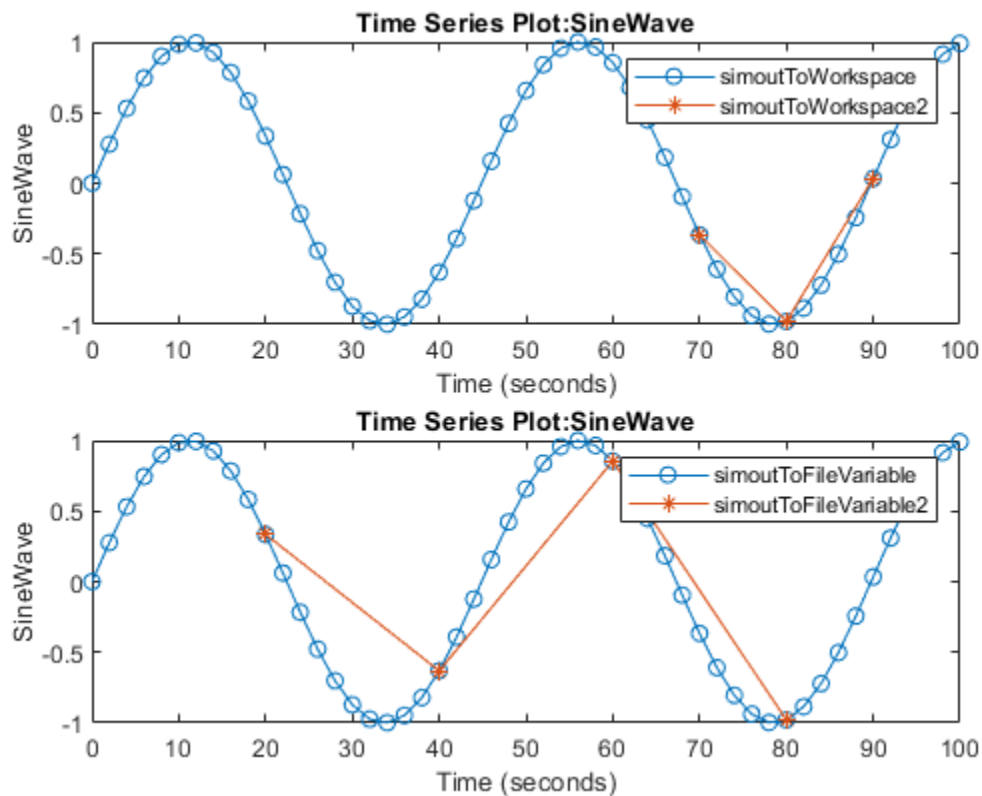 Time Series Plot:SineWave
1
0.5
0
-0.5
-1
SineWave
simoutToWorkspace
simoutToWorkspace2
0 10 20 30 40 50 60 70 80 90 100
Time (seconds)
Time Series Plot:SineWave
1
0.5
0
-0.5
-1
SineWave
simoutToFileVariable
simoutToFileVariable2
0 10 20 30 40 50 60 70 80 90 100
Time (seconds)